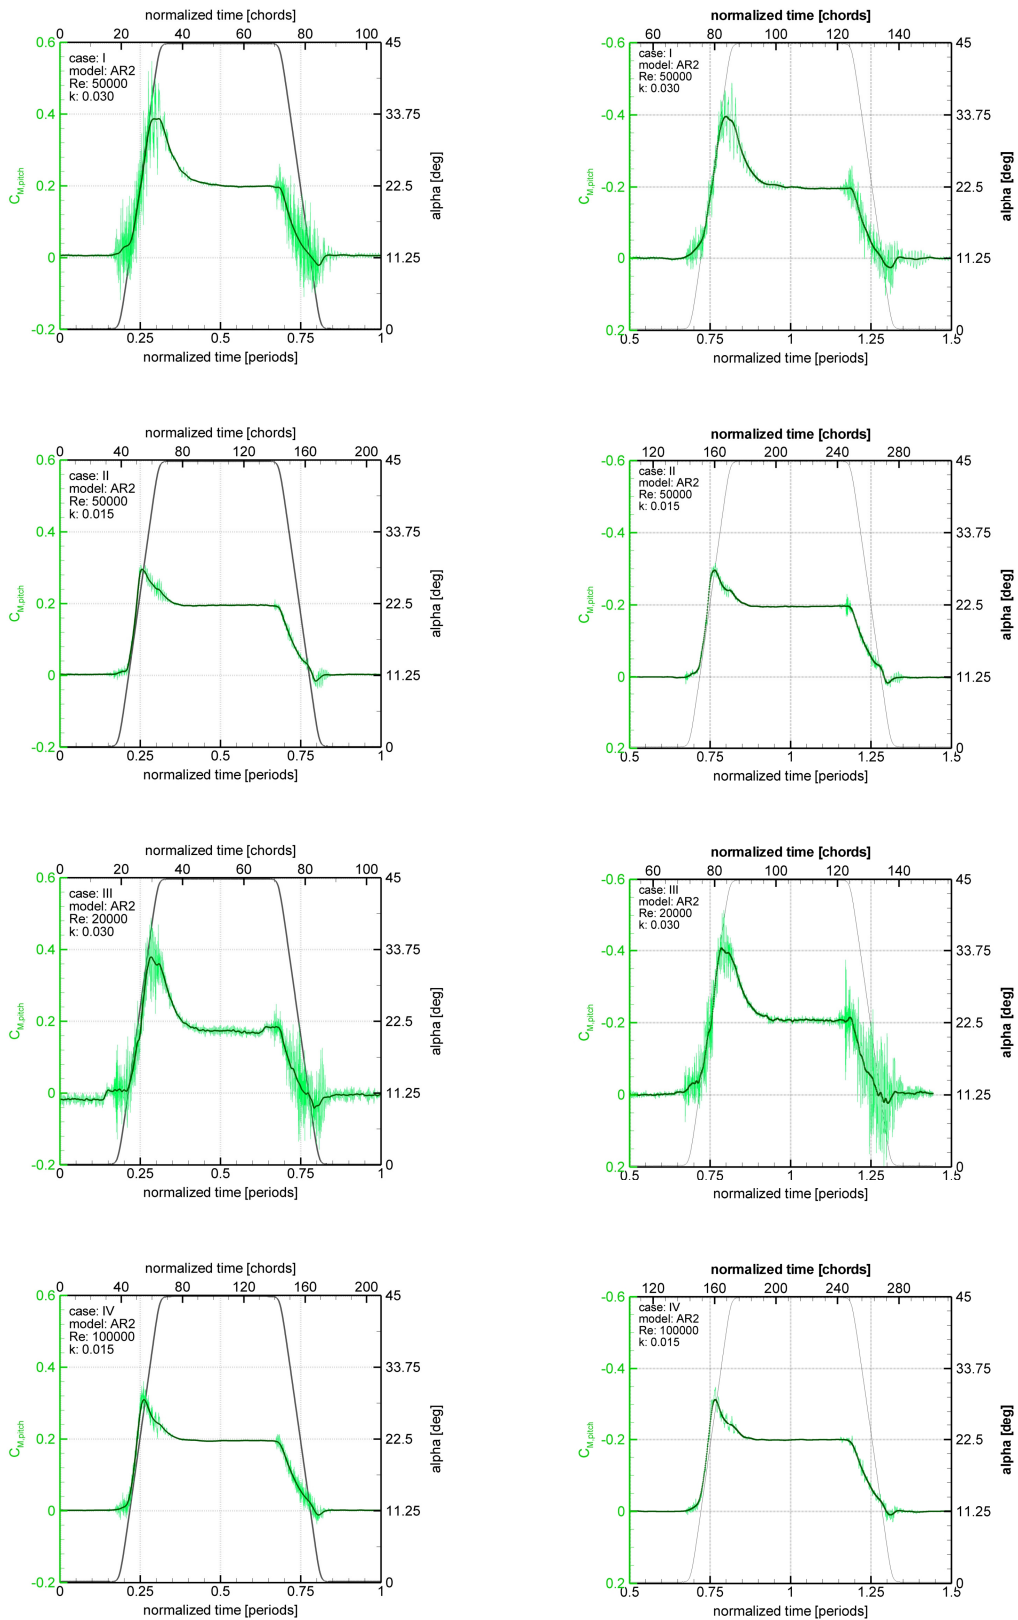 normalized time [chords]
0 20 40 60 80 100
0.6 0.4 0.2 0 -0.2
C_M,pitch
case: I
model: AR2
Re: 50000
k: 0.030
45 33.75 22.5 11.25 0
alpha [deg]
0 0.25 0.5 0.75 1
normalized time [periods]
normalized time [chords]
60 80 100 120 140
-0.6 -0.4 -0.2 0 0.2
C_M,pitch
case: I
model: AR2
Re: 50000
k: 0.030
45 33.75 22.5 11.25 0
alpha [deg]
0.5 0.75 1 1.25 1.5
normalized time [periods]
normalized time [chords]
0 40 80 120 160 200
0.6 0.4 0.2 0 -0.2
C_M,pitch
case: II
model: AR2
Re: 50000
k: 0.015
45 33.75 22.5 11.25 0
alpha [deg]
0 0.25 0.5 0.75 1
normalized time [periods]
normalized time [chords]
120 160 200 240 280
-0.6 -0.4 -0.2 0 0.2
C_M,pitch
case: II
model: AR2
Re: 50000
k: 0.015
45 33.75 22.5 11.25 0
alpha [deg]
0.5 0.75 1 1.25 1.5
normalized time [periods]
normalized time [chords]
0 20 40 60 80 100
0.6 0.4 0.2 0 -0.2
C_M,pitch
case: III
model: AR2
Re: 20000
k: 0.030
45 33.75 22.5 11.25 0
alpha [deg]
0 0.25 0.5 0.75 1
normalized time [periods]
normalized time [chords]
60 80 100 120 140
-0.6 -0.4 -0.2 0 0.2
C_M,pitch
case: III
model: AR2
Re: 20000
k: 0.030
45 33.75 22.5 11.25 0
alpha [deg]
0.5 0.75 1 1.25 1.5
normalized time [periods]
normalized time [chords]
0 40 80 120 160 200
0.6 0.4 0.2 0 -0.2
C_M,pitch
case: IV
model: AR2
Re: 100000
k: 0.015
45 33.75 22.5 11.25 0
alpha [deg]
0 0.25 0.5 0.75 1
normalized time [periods]
normalized time [chords]
120 160 200 240 280
-0.6 -0.4 -0.2 0 0.2
C_M,pitch
case: IV
model: AR2
Re: 100000
k: 0.015
45 33.75 22.5 11.25 0
alpha [deg]
0.5 0.75 1 1.25 1.5
normalized time [periods]